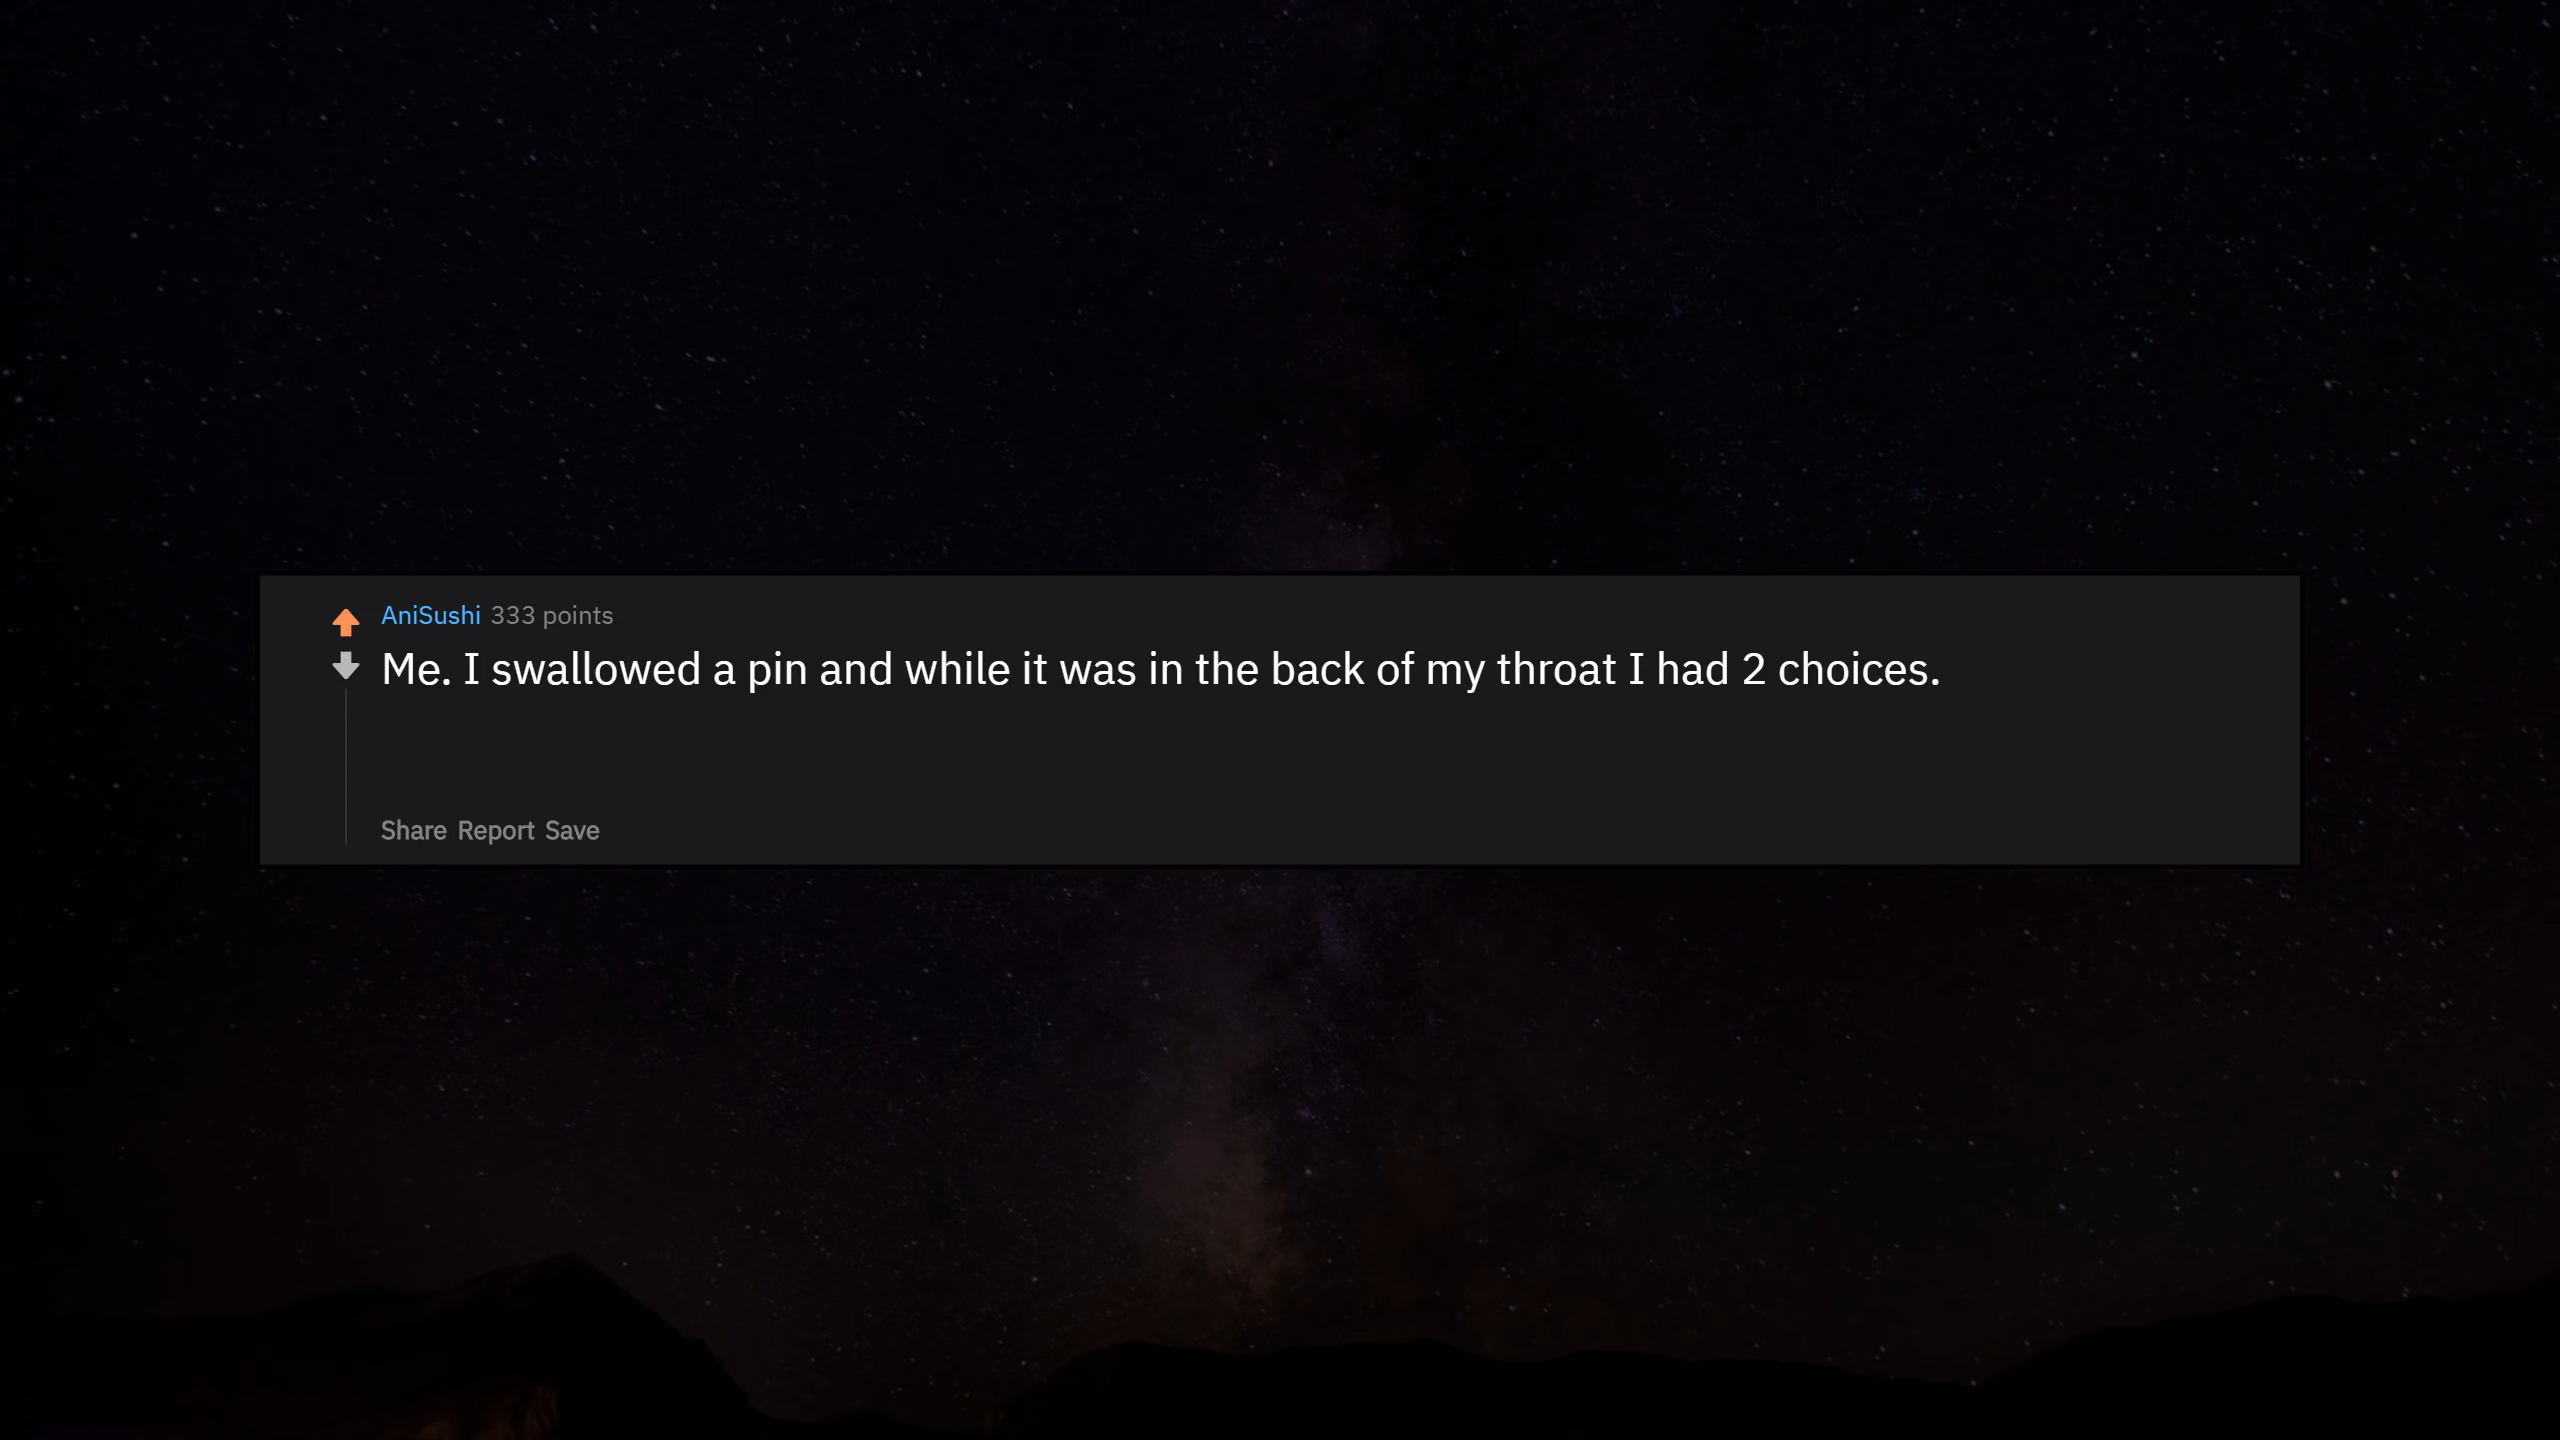 AniSushi 333 points
Me. I swallowed a pin and while it was in the back of my throat I had 2 choices.
Share Report Save